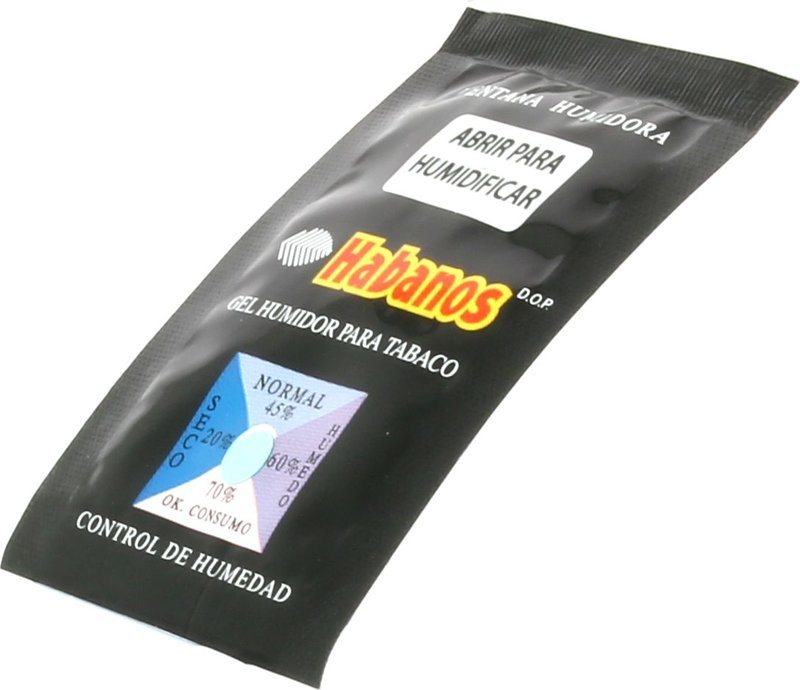 VENTANA HUMIDORA
ABRIR PARA
HUMIDIFICAR
Habanos D.O.P.
GEL HUMIDOR PARA TABACO
NORMAL
45%
SECO
20%
60%
HUMEDO
70%
OK. CONSUMO
CONTROL DE HUMEDAD